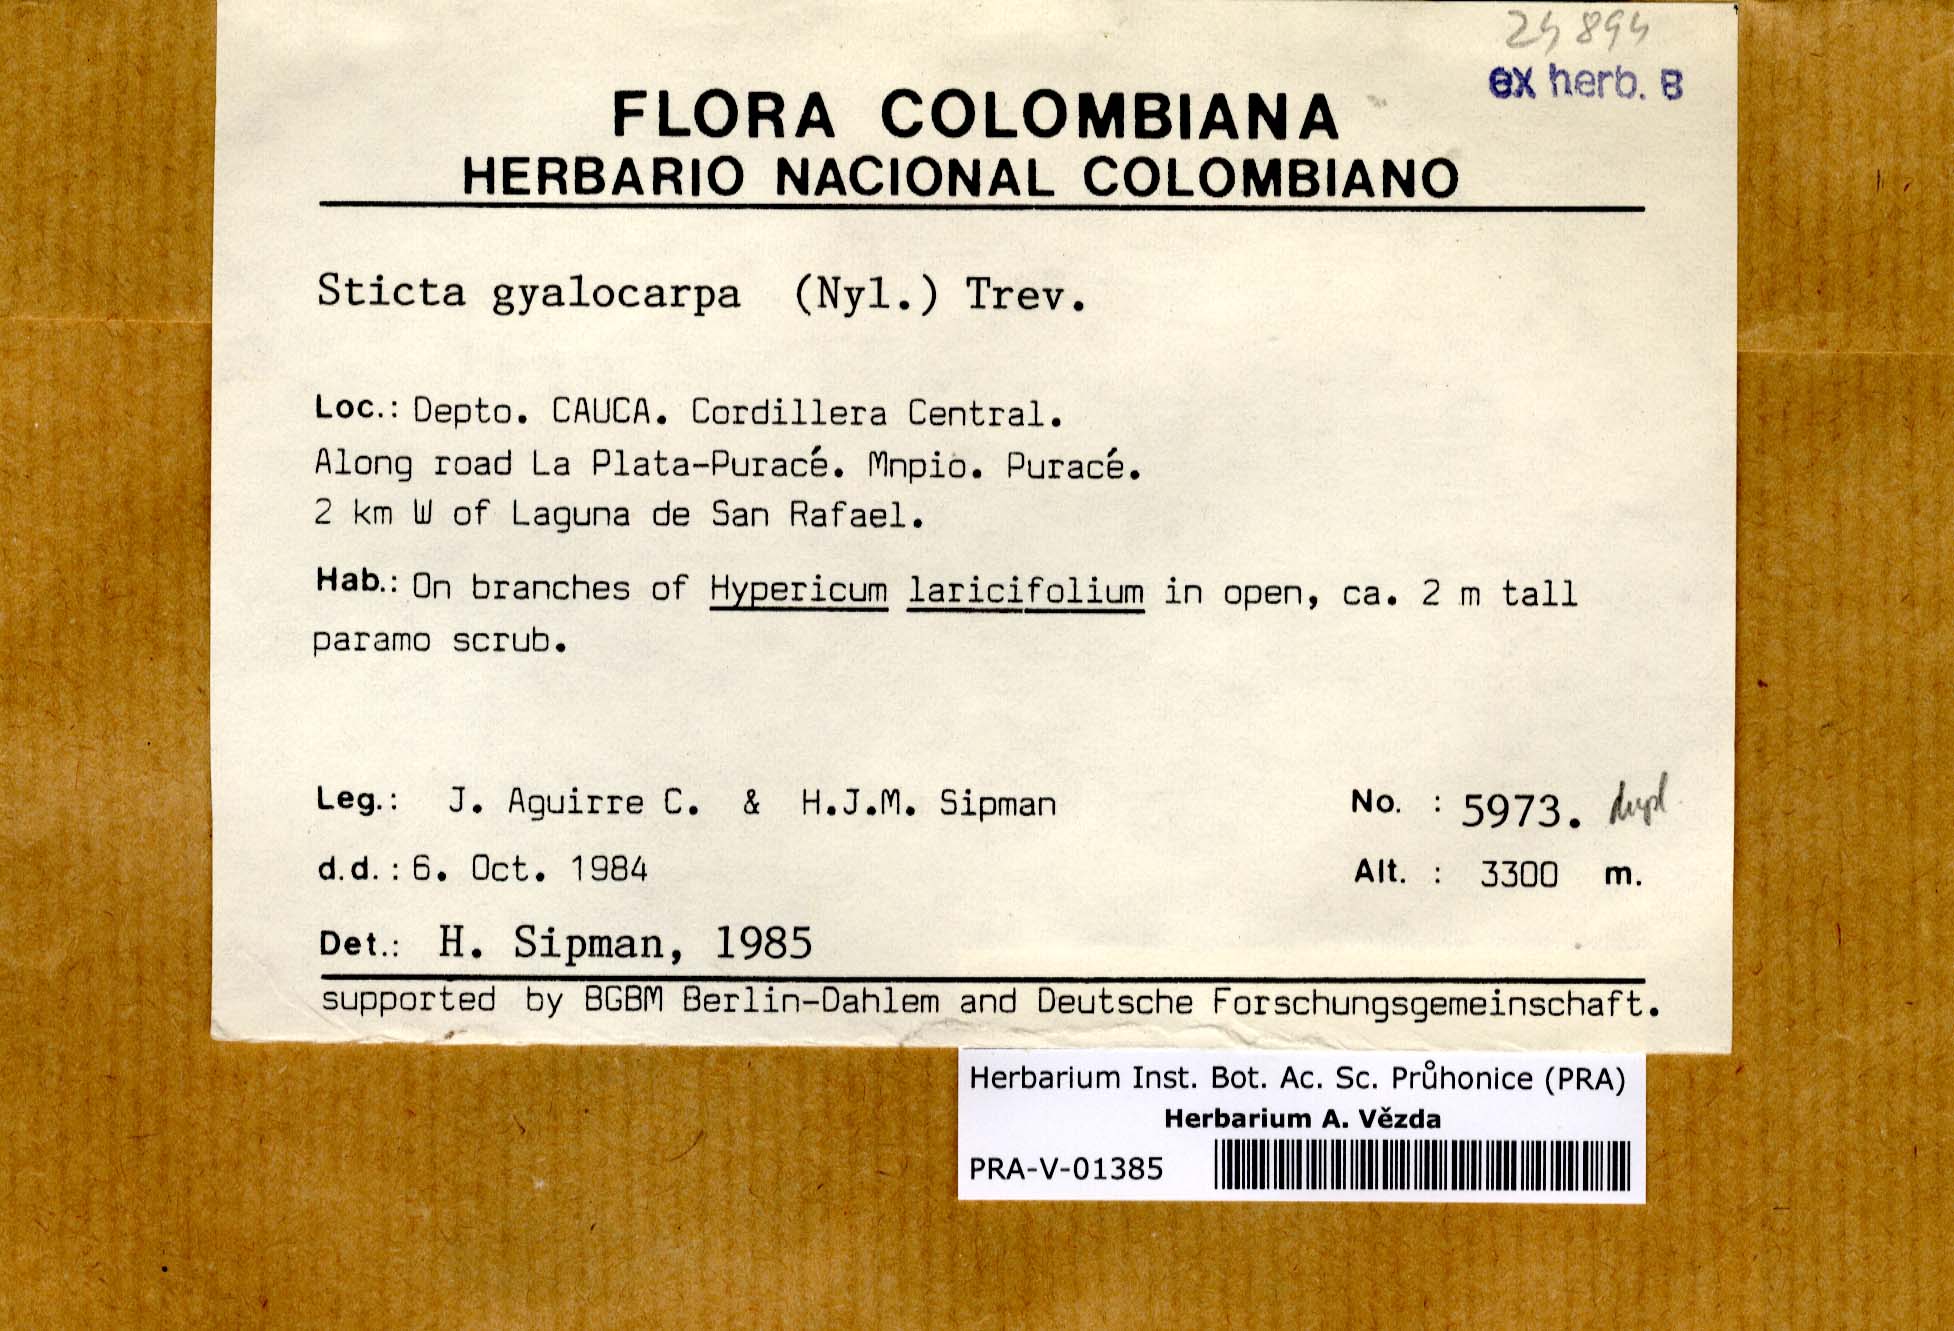 24894
ex herb. B
FLORA COLOMBIANA
HERBARIO NACIONAL COLOMBIANO
Sticta gyalocarpa (Nyl.) Trev.
Loc.: Depto. CAUCA. Cordillera Central.
Along road La Plata-Puracé. Mnpio. Puracé.
2 km W of Laguna de San Rafael.
Hab.: On branches of Hypericum laricifolium in open, ca. 2 m tall
paramo scrub.
Leg.: J. Aguirre C. & H.J.M. Sipman No. : 5973. dupl.
d.d.: 6. Oct. 1984 Alt. : 3300 m.
Det.: H. Sipman, 1985
supported by BGBM Berlin-Dahlem and Deutsche Forschungsgemeinschaft.
Herbarium Inst. Bot. Ac. Sc. Průhonice (PRA)
Herbarium A. Vězda
PRA-V-01385